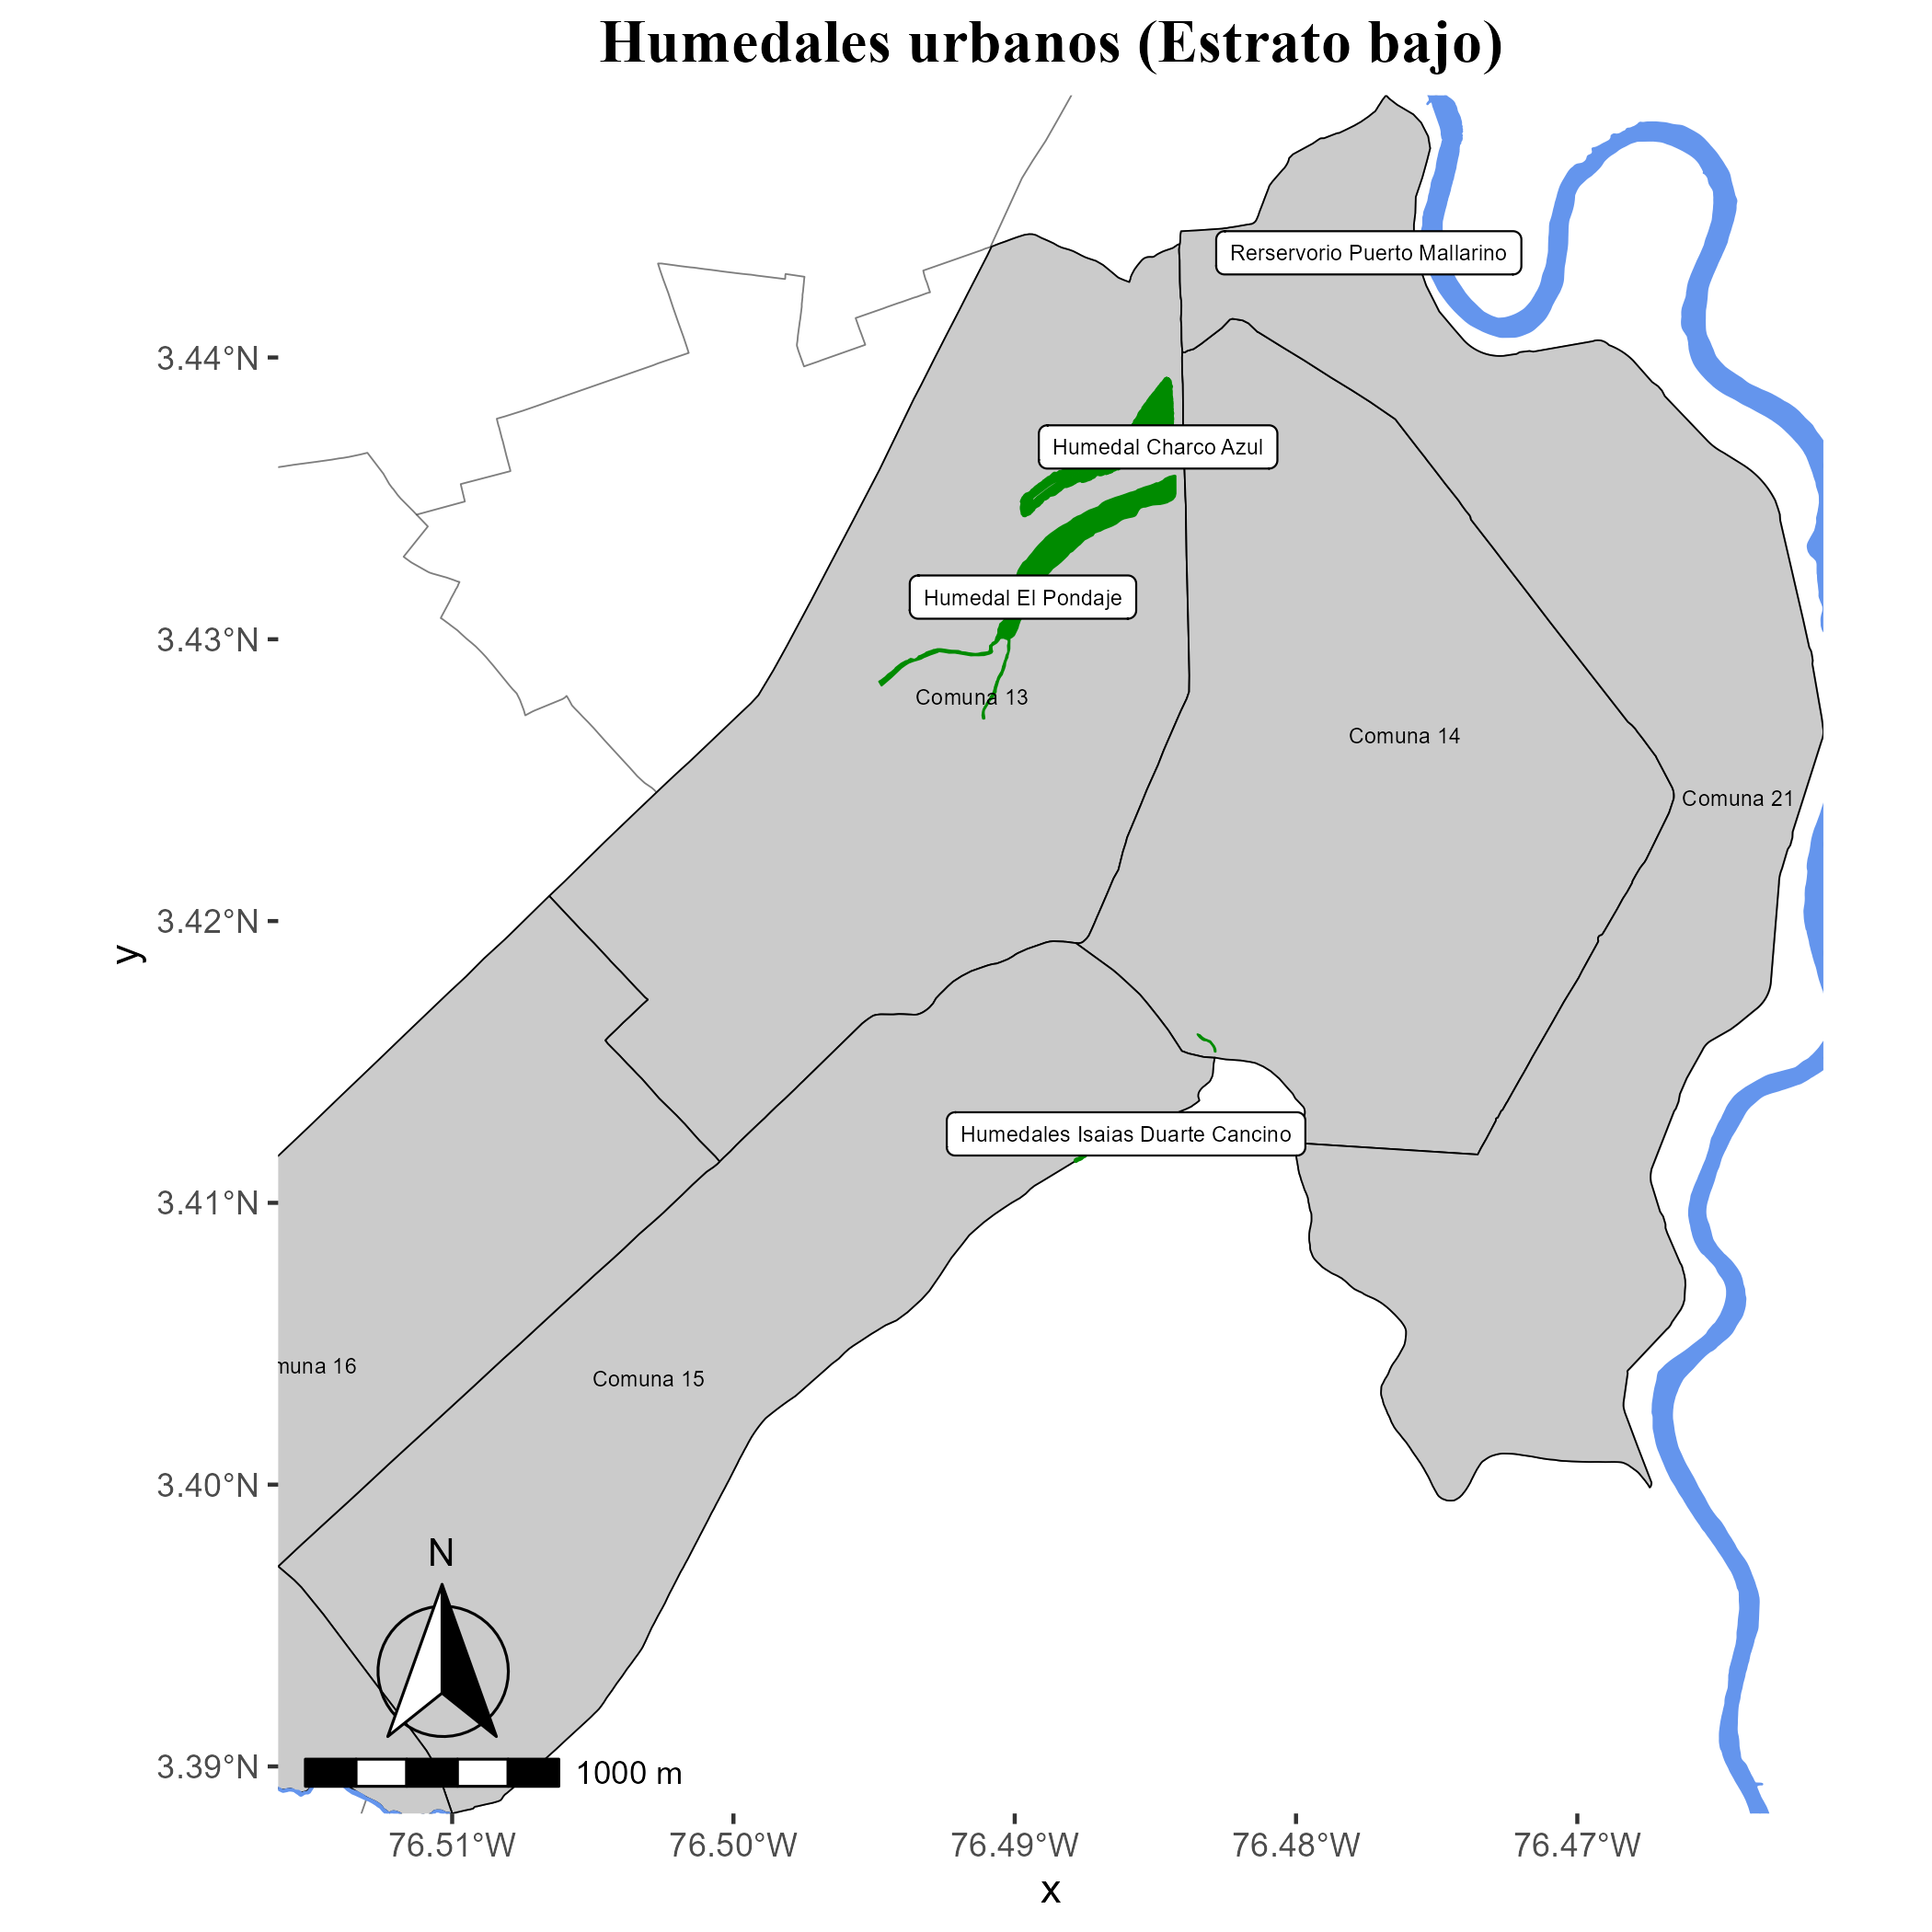 Humedales urbanos (Estrato bajo)
Rerservorio Puerto Mallarino
3.44°N
Humedal Charco Azul
Humedal El Pondaje
3.43°N
Comuna 13
Comuna 14
Comuna 21
3.42°N
y
Humedales Isaias Duarte Cancino
3.41°N
muna 16
Comuna 15
3.40°N
N
3.39°N
1000 m
76.51°W 76.50°W 76.49°W 76.48°W 76.47°W
x